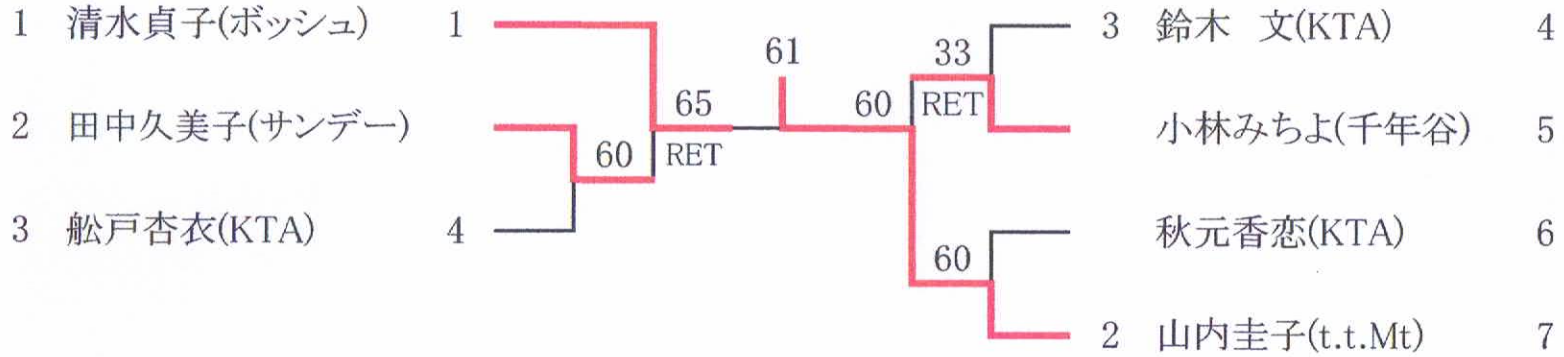 1 清水貞子(ボッシュ) 1
2 田中久美子(サンデー)
3 舩戸杏衣(KTA) 4
65
RET
60
61
60
33
RET
60
3 鈴木 文(KTA) 4
小林みちよ(千年谷) 5
秋元香恋(KTA) 6
2 山内圭子(t.t.Mt) 7